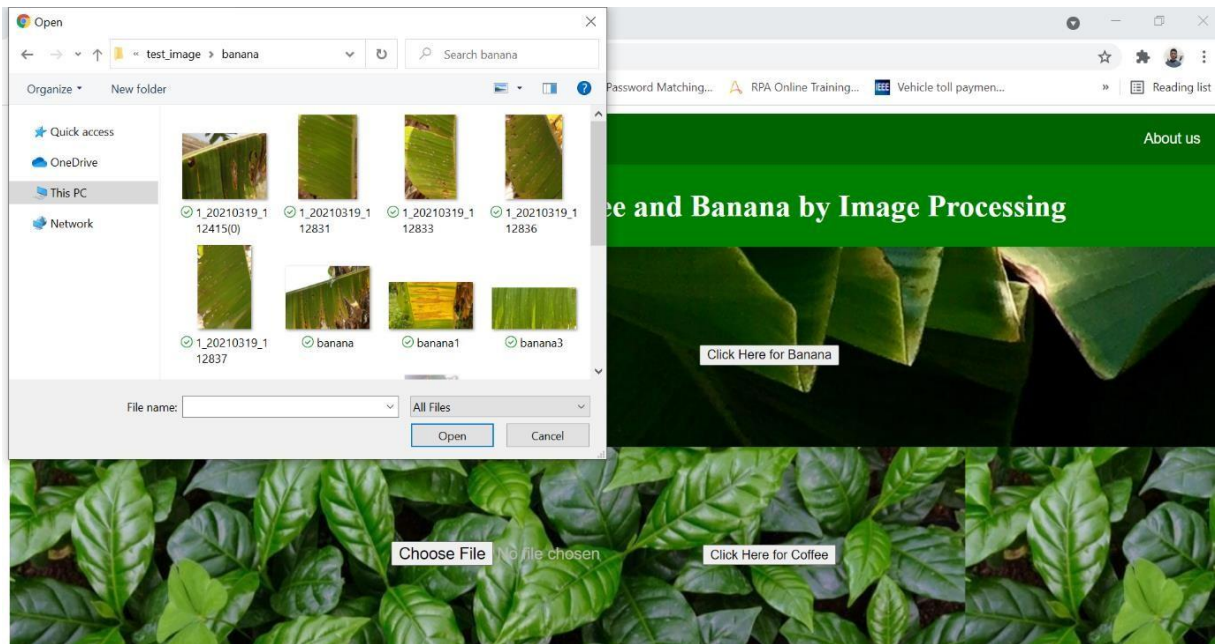 Open
« test_image > banana
Search banana
Organize
New folder
Quick access
OneDrive
This PC
Network
1_20210319_1
12415(0)
1_20210319_1
12831
1_20210319_1
12833
1_20210319_1
12836
1_20210319_1
12837
banana
banana1
banana3
File name:
All Files
Open
Cancel
Password Matching...
RPA Online Training...
IEEE
Vehicle toll paymen...
»
Reading list
About us
ee and Banana by Image Processing
Click Here for Banana
Choose File No file chosen
Click Here for Coffee